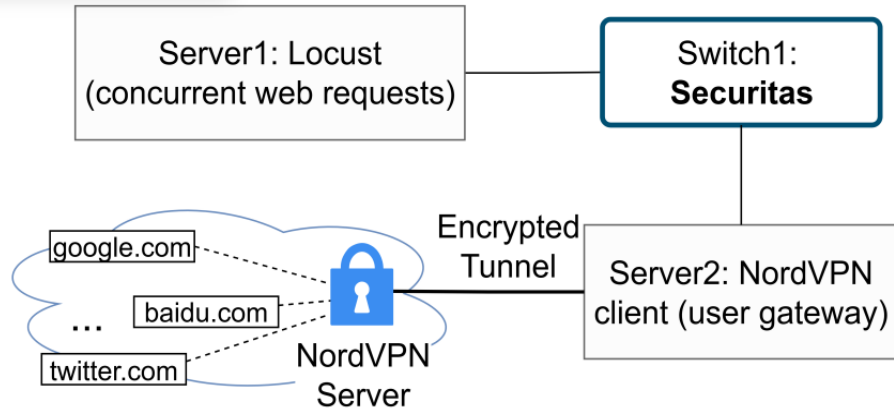 Server1: Locust
(concurrent web requests)
Switch1:
Securitas
Encrypted
Tunnel
Server2: NordVPN
client (user gateway)
google.com
baidu.com
...
twitter.com
NordVPN
Server